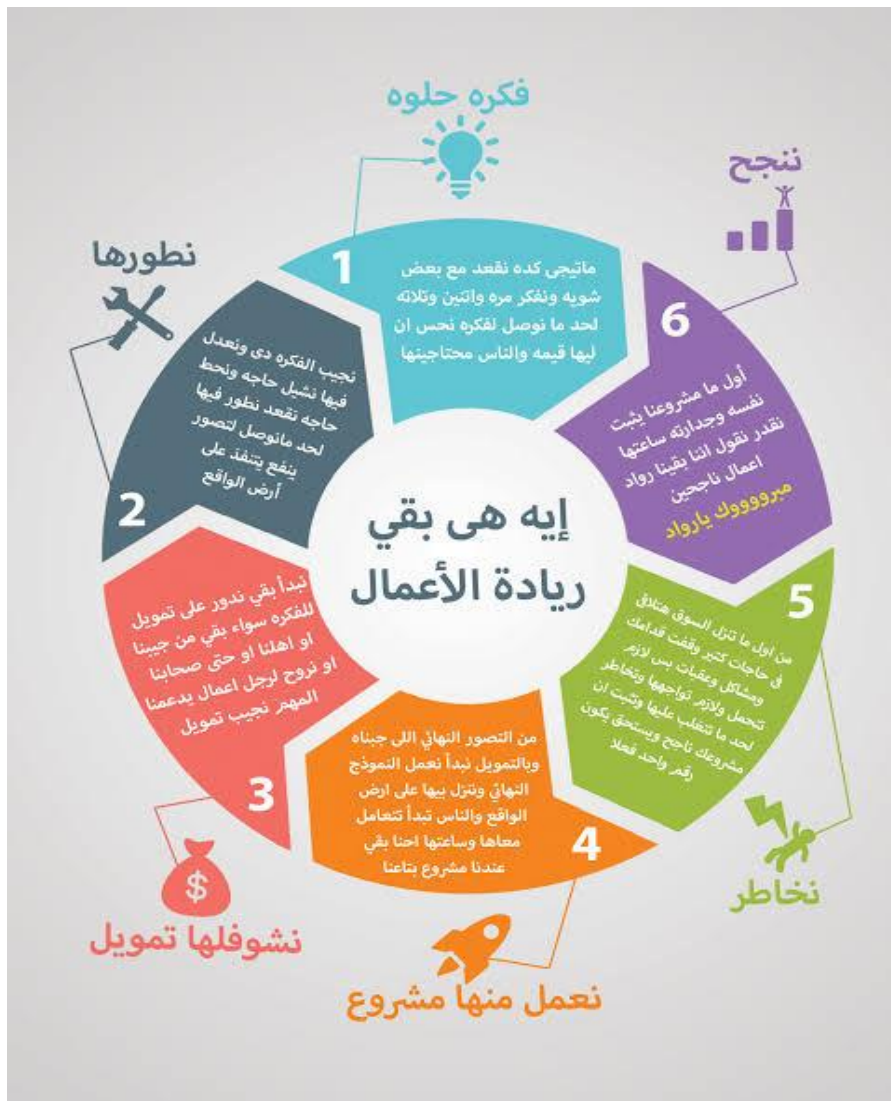 إيه هى بقي
ريادة الأعمال
فكره حلوه
1
ماتيجى كده نقعد مع بعض
شويه ونفكر مره واتنين وتلاته
لحد ما نوصل لفكره نحس ان
ليها قيمه والناس محتاجينها
نطورها
2
نجيب الفكره دى ونعدل
فيها نشيل حاجه ونحط
حاجه نقعد نطور فيها
لحد مانوصل لتصور
ينفع يتنفذ على
أرض الواقع
نشوفلها تمويل
3
نبدأ بقي ندور على تمويل
للفكره سواء بقي من جيبنا
او اهلنا او حتى صحابنا
او نروح لرجل اعمال يدعمنا
المهم نجيب تمويل
نعمل منها مشروع
4
من التصور النهائي اللى جبناه
وبالتمويل نبدأ نعمل النموذج
النهائي وننزل بيها على ارض
الواقع والناس تبدأ تتعامل
معاها وساعتها احنا بقي
عندنا مشروع بتاعنا
نخاطر
5
من اول ما تنزل السوق هتلاق
فى حاجات كتير وقفت قدامك
ومشاكل وعقبات بس لازم
تتحمل ولازم تواجهها وتخاطر
لحد ما تتغلب عليها وتثبت ان
مشروعك ناجح ويستحق يكون
رقم واحد فعلا
ننجح
6
أول ما مشروعنا يثبت
نفسه وجدارته ساعتها
نقدر نقول اننا بقينا رواد
اعمال ناجحين
مبرووووك يارواد